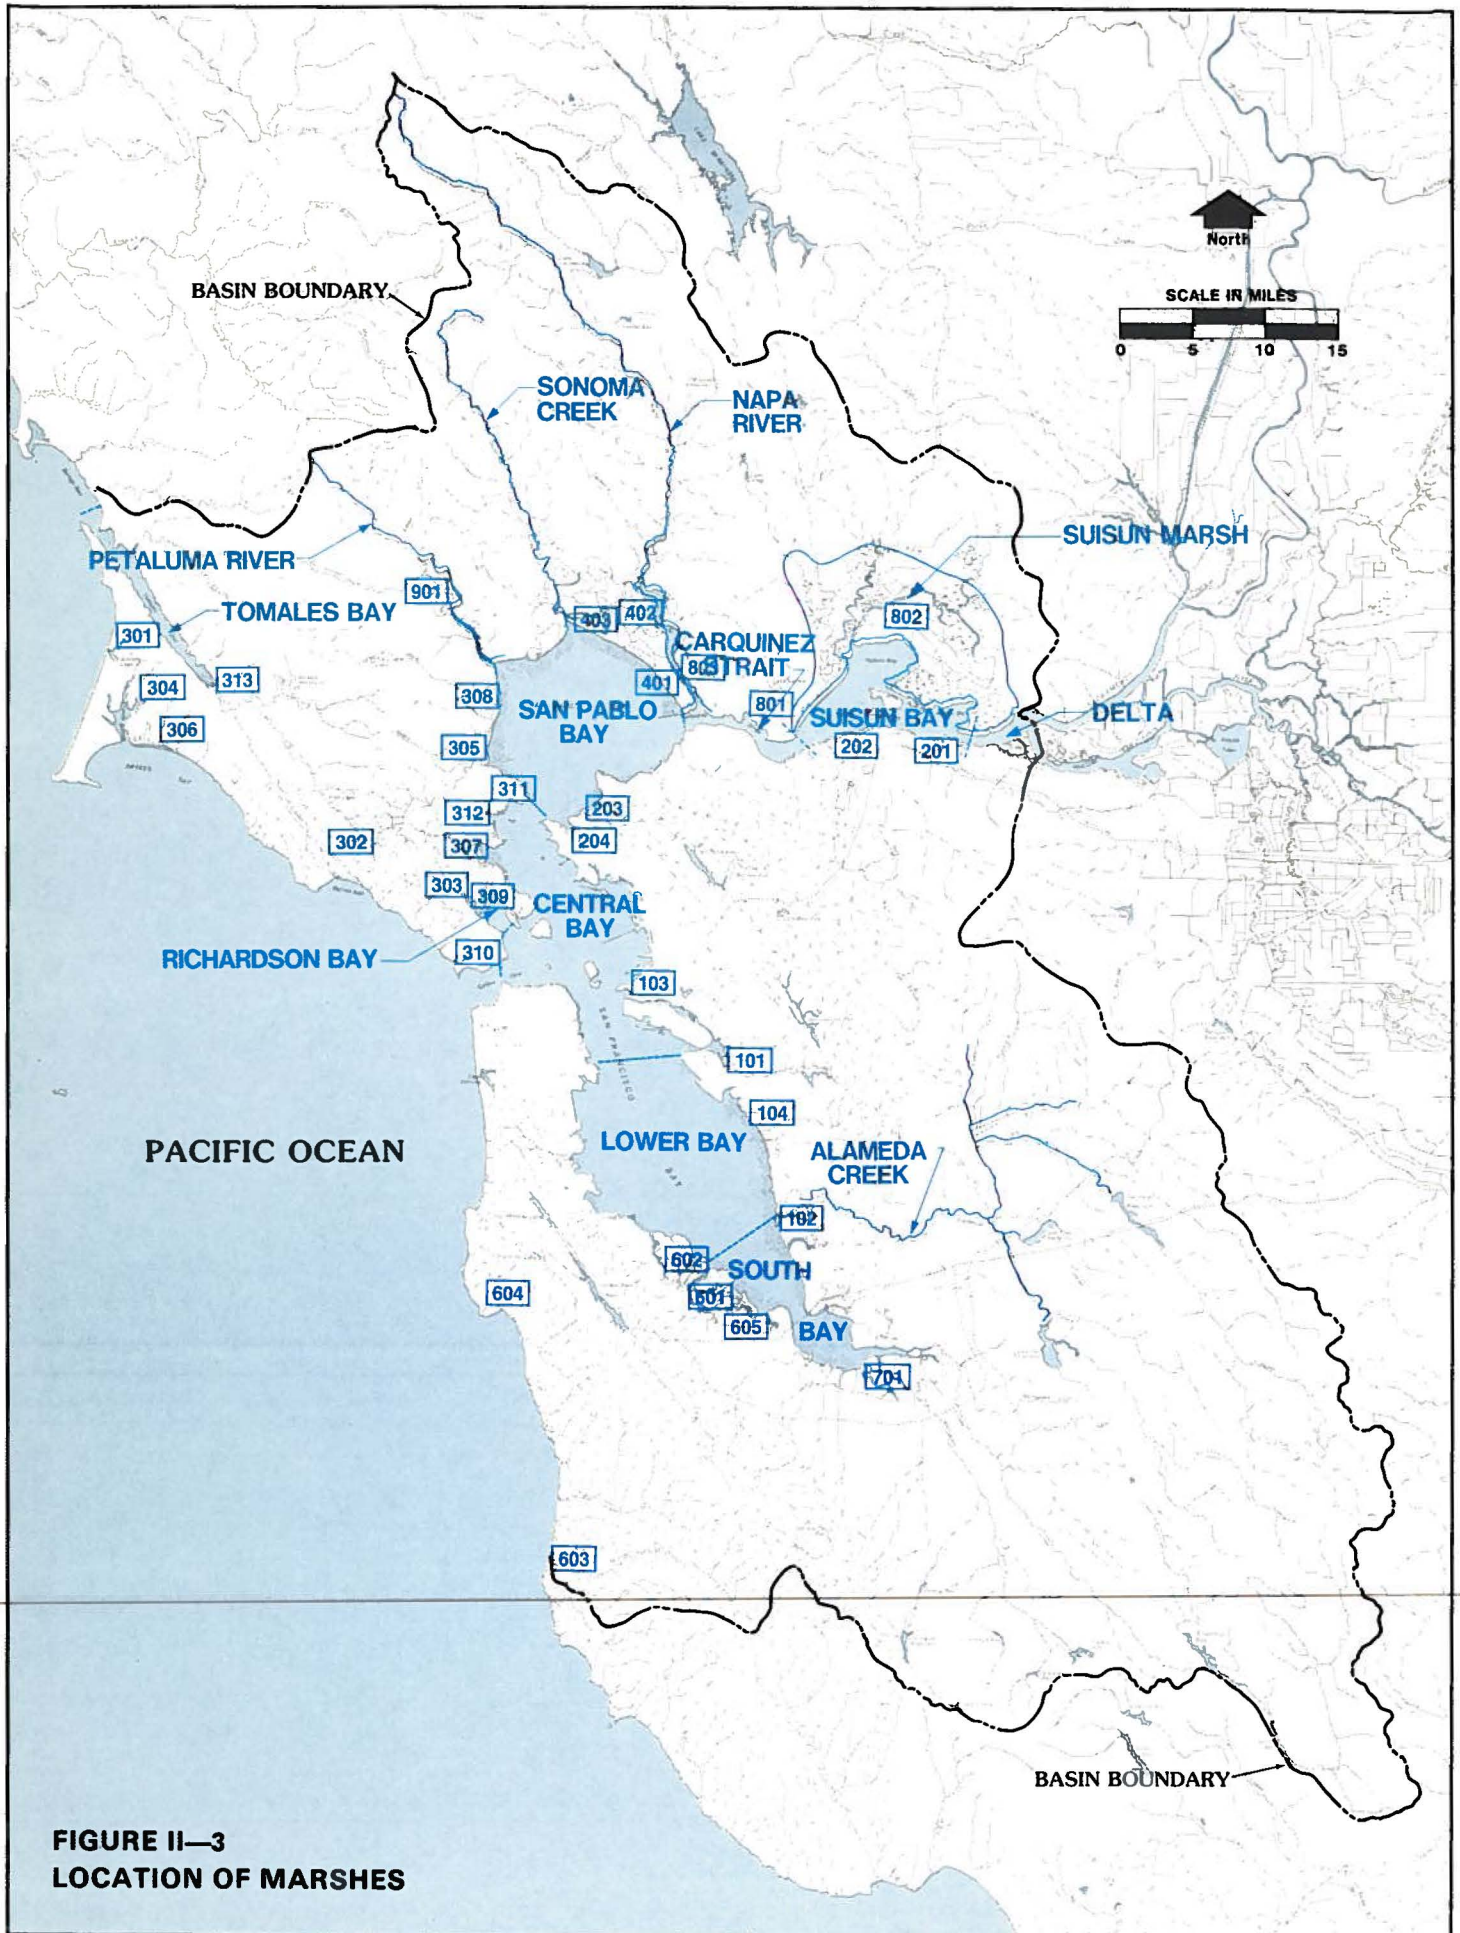 North
SCALE IN MILES
0 5 10 15
BASIN BOUNDARY
SONOMA
CREEK
NAPA
RIVER
PETALUMA RIVER
SUISUN MARSH
901
TOMALES BAY
403
402
802
301
CARQUINEZ
STRAIT
313
304
308
401
801
SAN PABLO
BAY
SUISUN BAY
DELTA
306
305
202
201
311
312
203
302
307
204
303
309
CENTRAL
BAY
RICHARDSON BAY
310
103
SAN FRANCISCO
BAY
101
104
PACIFIC OCEAN
LOWER BAY
ALAMEDA
CREEK
102
602
SOUTH
BAY
604
601
605
701
603
BASIN BOUNDARY
FIGURE II—3
LOCATION OF MARSHES